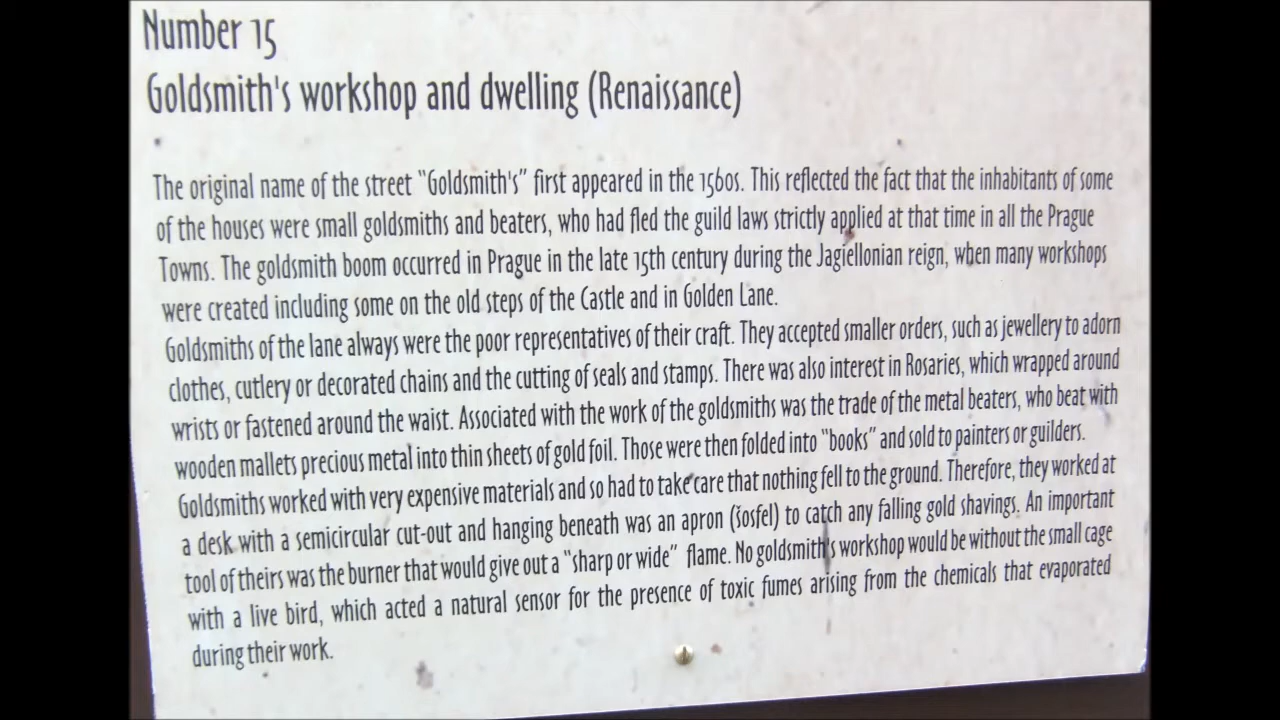 Number 15
Goldsmith's workshop and dwelling (Renaissance)
The original name of the street "Goldsmith's" first appeared in the 1560s. This reflected the fact that the inhabitants of some
of the houses were small goldsmiths and beaters, who had fled the guild laws strictly applied at that time in all the Prague
Towns. The goldsmith boom occurred in Prague in the late 15th century during the Jagiellonian reign, when many workshops
were created including some on the old steps of the Castle and in Golden Lane.
Goldsmiths of the lane always were the poor representatives of their craft. They accepted smaller orders, such as jewellery to adorn
clothes, cutlery or decorated chains and the cutting of seals and stamps. There was also interest in Rosaries, which wrapped around
wrists or fastened around the waist. Associated with the work of the goldsmiths was the trade of the metal beaters, who beat with
wooden mallets precious metal into thin sheets of gold foil. Those were then folded into "books" and sold to painters or guilders.
Goldsmiths worked with very expensive materials and so had to take care that nothing fell to the ground. Therefore, they worked at
a desk with a semicircular cut-out and hanging beneath was an apron (šosfel) to catch any falling gold shavings. An important
tool of theirs was the burner that would give out a "sharp or wide" flame. No goldsmith's workshop would be without the small cage
with a live bird, which acted a natural sensor for the presence of toxic fumes arising from the chemicals that evaporated
during their work.